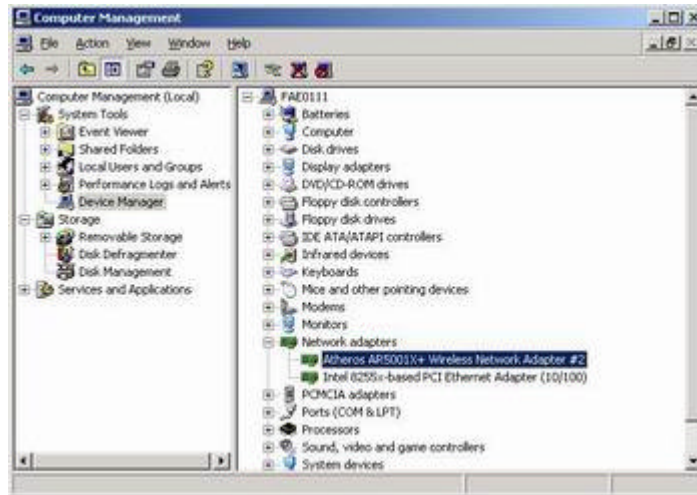 Computer Management
File Action View Window Help
Computer Management (Local)
System Tools
Event Viewer
Shared Folders
Local Users and Groups
Performance Logs and Alerts
Device Manager
Storage
Removable Storage
Disk Defragmenter
Disk Management
Services and Applications
FAE0111
Batteries
Computer
Disk drives
Display adapters
DVD/CD-ROM drives
Floppy disk controllers
Floppy disk drives
IDE ATA/ATAPI controllers
Infrared devices
Keyboards
Mice and other pointing devices
Modems
Monitors
Network adapters
Atheros AR5001X+ Wireless Network Adapter #2
Intel 8255x-based PCI Ethernet Adapter (10/100)
PCMCIA adapters
Ports (COM & LPT)
Processors
Sound, video and game controllers
System devices